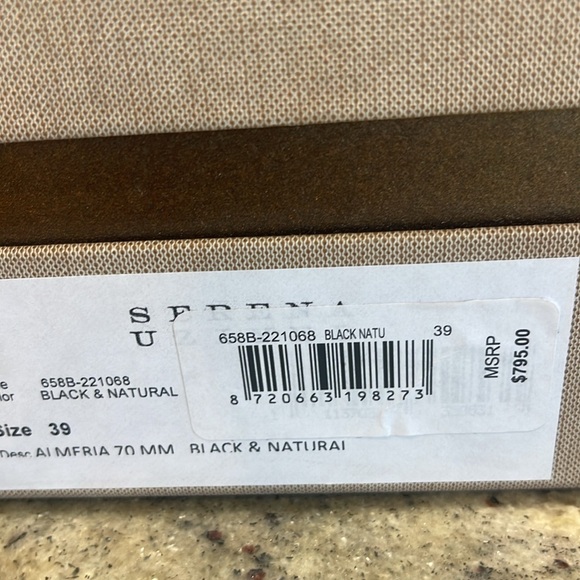 SERENA
U
658B-221068 BLACK NATU 39
8 720663 198273
MSRP
$795.00
658B-221068
BLACK & NATURAL
Size 39
Desc ALMERIA 70 MM BLACK & NATURAL